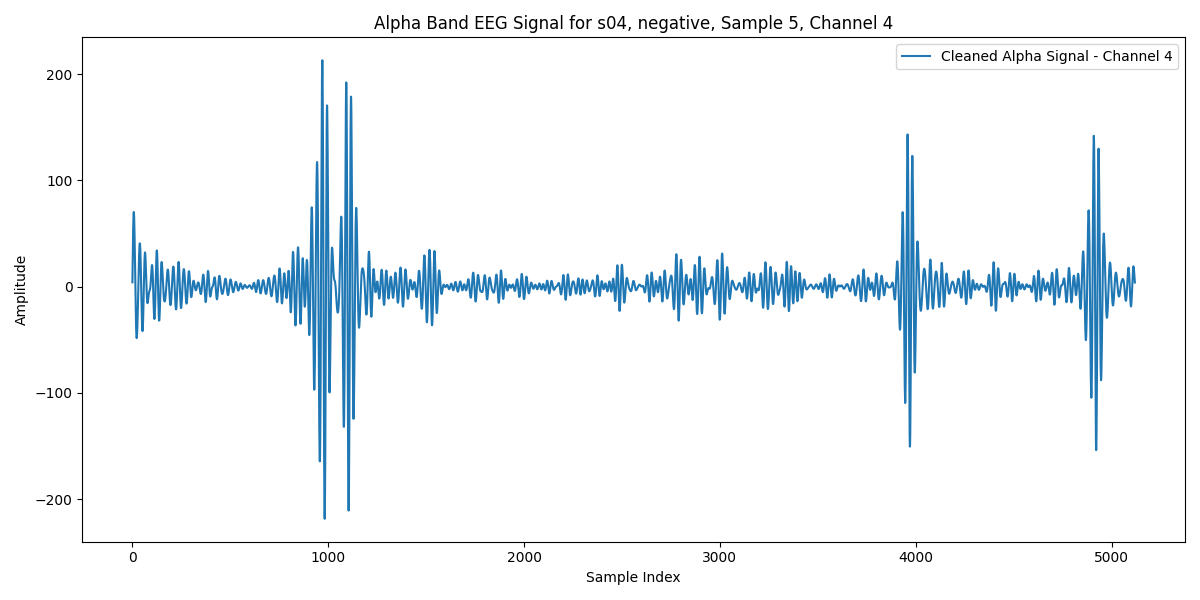 Alpha Band EEG Signal for s04, negative, Sample 5, Channel 4
Cleaned Alpha Signal - Channel 4
Amplitude
200
100
0
−100
−200
0 1000 2000 3000 4000 5000
Sample Index